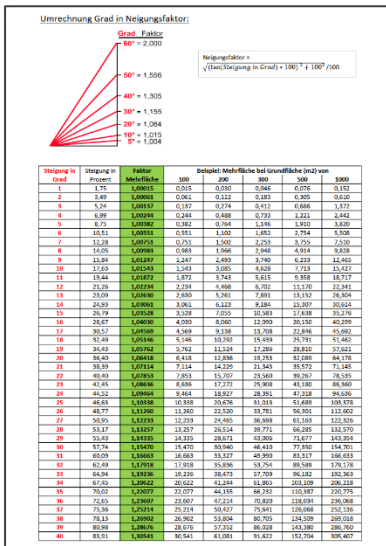 Umrechnung Grad in Neigungsfaktor:
Grad Faktor
60° = 2,000
50° = 1,556
40° = 1,305
30° = 1,155
20° = 1,064
10° = 1,015
5° = 1,004
Neigungsfaktor =
√((tan(Steigung in Grad) * 100)² + 100² /100
Steigung in Grad Steigung in Prozent Faktor Mehrfläche Beispiel: Mehrfläche bei Grundfläche (m2) von
100 200 300 500 1000
1 1,75 1,00015 0,015 0,030 0,046 0,076 0,152
2 3,49 1,00061 0,061 0,122 0,183 0,305 0,610
3 5,24 1,00137 0,137 0,274 0,412 0,686 1,372
4 6,99 1,00244 0,244 0,488 0,733 1,221 2,442
5 8,75 1,00382 0,382 0,764 1,146 1,910 3,820
6 10,51 1,00551 0,551 1,102 1,652 2,754 5,508
7 12,28 1,00751 0,751 1,502 2,253 3,755 7,510
8 14,05 1,00983 0,983 1,966 2,948 4,914 9,828
9 15,84 1,01247 1,247 2,493 3,740 6,233 12,465
10 17,63 1,01543 1,543 3,085 4,628 7,713 15,427
11 19,44 1,01872 1,872 3,743 5,615 9,358 18,717
12 21,26 1,02234 2,234 4,468 6,702 11,170 22,341
13 23,09 1,02630 2,630 5,261 7,891 13,152 26,304
14 24,93 1,03061 3,061 6,123 9,184 15,307 30,614
15 26,79 1,03528 3,528 7,055 10,583 17,638 35,276
16 28,67 1,04030 4,030 8,060 12,090 20,150 40,299
17 30,57 1,04569 4,569 9,138 13,708 22,846 45,692
18 32,49 1,05146 5,146 10,292 15,439 25,731 51,462
19 34,43 1,05762 5,762 11,524 17,286 28,810 57,621
20 36,40 1,06418 6,418 12,836 19,253 32,089 64,178
21 38,39 1,07114 7,114 14,229 21,343 35,572 71,145
22 40,40 1,07853 7,853 15,707 23,560 39,267 78,535
23 42,45 1,08636 8,636 17,272 25,908 43,180 86,360
24 44,52 1,09464 9,464 18,927 28,391 47,318 94,636
25 46,63 1,10338 10,338 20,676 31,013 51,689 103,378
26 48,77 1,11260 11,260 22,520 33,781 56,301 112,602
27 50,95 1,12233 12,233 24,465 36,698 61,163 122,326
28 53,17 1,13257 13,257 26,514 39,771 66,285 132,570
29 55,43 1,14335 14,335 28,671 43,006 71,677 143,354
30 57,74 1,15470 15,470 30,940 46,410 77,350 154,701
31 60,09 1,16663 16,663 33,327 49,990 83,317 166,633
32 62,49 1,17918 17,918 35,836 53,754 89,589 179,178
33 64,94 1,19236 19,236 38,473 57,709 96,182 192,363
34 67,45 1,20622 20,622 41,244 61,865 103,109 206,218
35 70,02 1,22077 22,077 44,155 66,232 110,387 220,775
36 72,65 1,23607 23,607 47,214 70,820 118,034 236,068
37 75,36 1,25214 25,214 50,427 75,641 126,068 252,136
38 78,13 1,26902 26,902 53,804 80,705 134,509 269,018
39 80,98 1,28676 28,676 57,352 86,028 143,380 286,760
40 83,91 1,30541 30,541 61,081 91,622 152,704 305,407